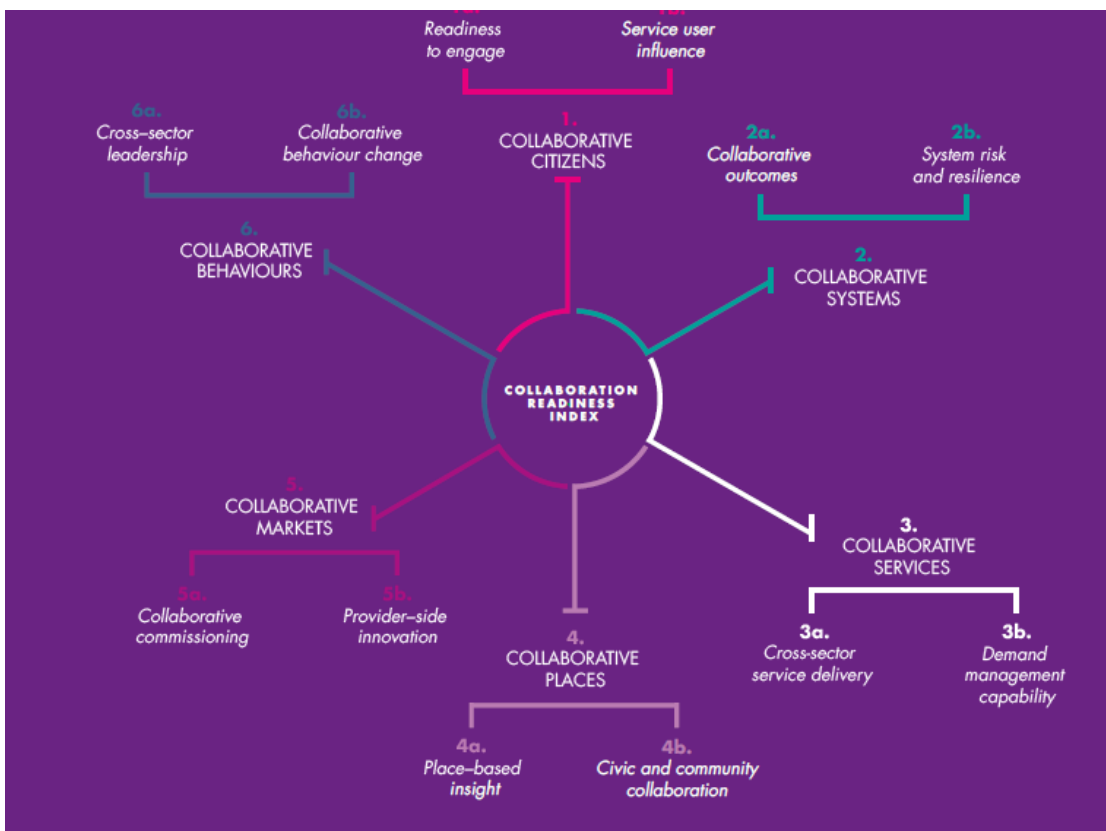 Readiness
to engage
Service user
influence
1.
COLLABORATIVE
CITIZENS
2a.
Collaborative
outcomes
2b.
System risk
and resilience
2.
COLLABORATIVE
SYSTEMS
3.
COLLABORATIVE
SERVICES
3a.
Cross-sector
service delivery
3b.
Demand
management
capability
4.
COLLABORATIVE
PLACES
4a.
Place–based
insight
4b.
Civic and community
collaboration
5.
COLLABORATIVE
MARKETS
5a.
Collaborative
commissioning
5b.
Provider–side
innovation
6a.
Cross–sector
leadership
6b.
Collaborative
behaviour change
6.
COLLABORATIVE
BEHAVIOURS
COLLABORATION
READINESS
INDEX